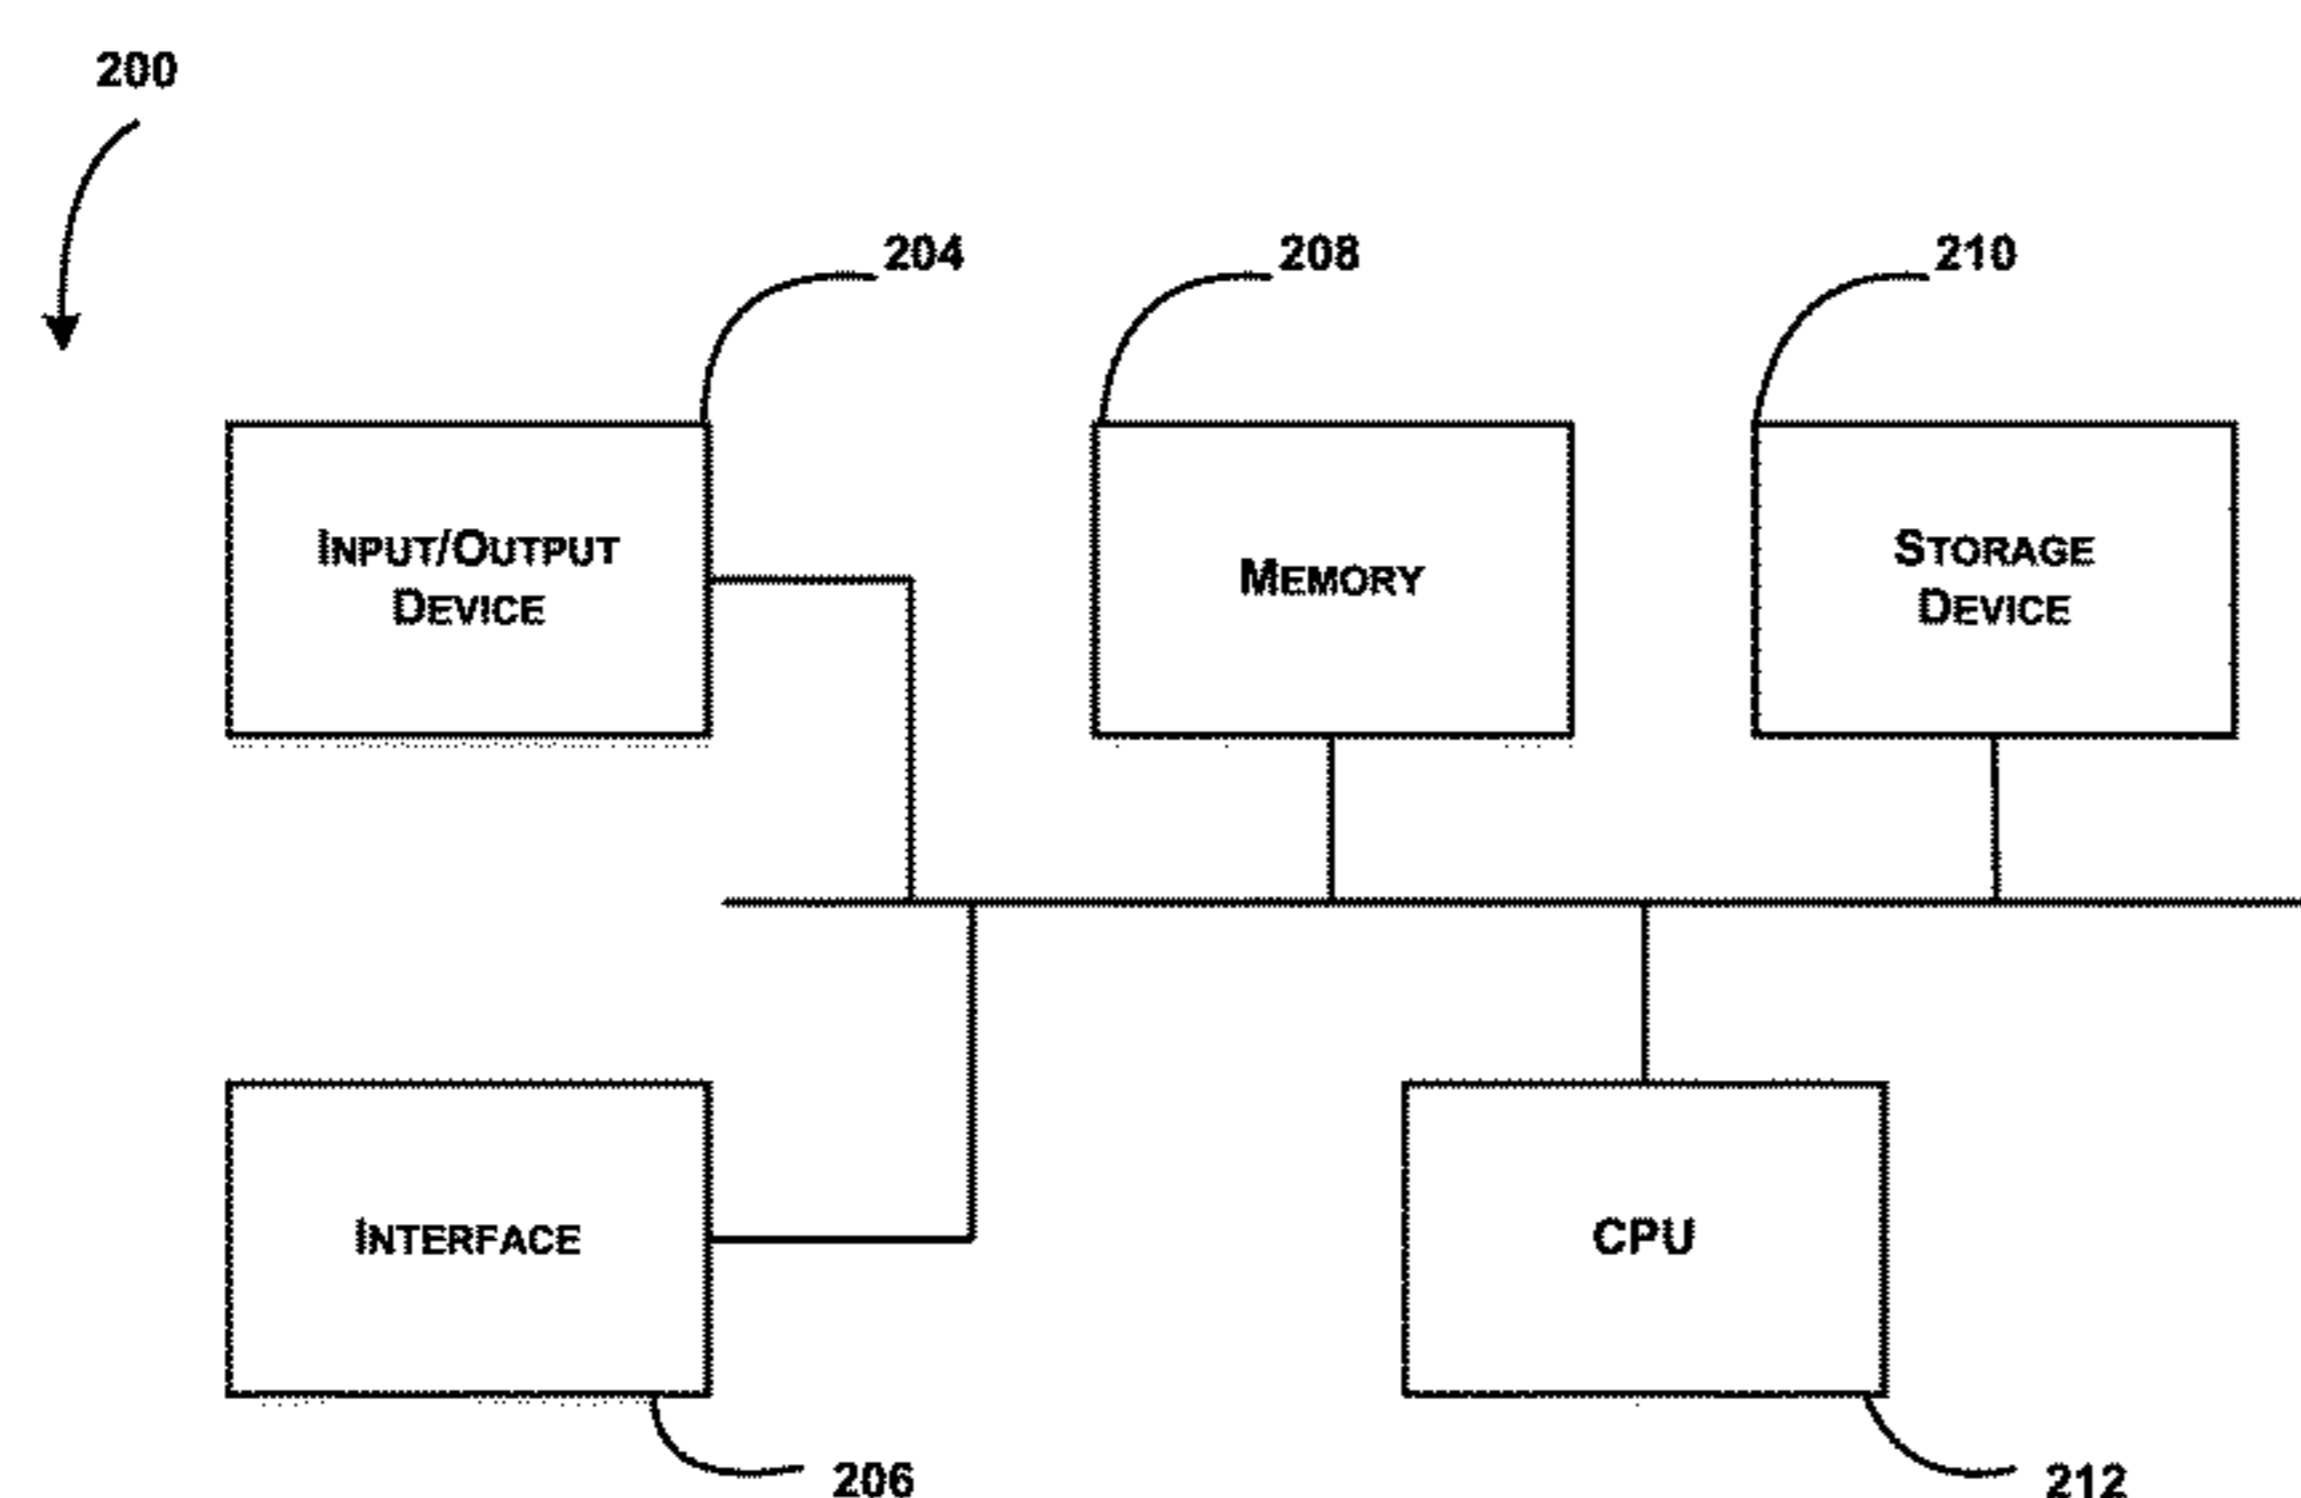 200
204
208
210
INPUT/OUTPUT
DEVICE
MEMORY
STORAGE
DEVICE
INTERFACE
CPU
206
212